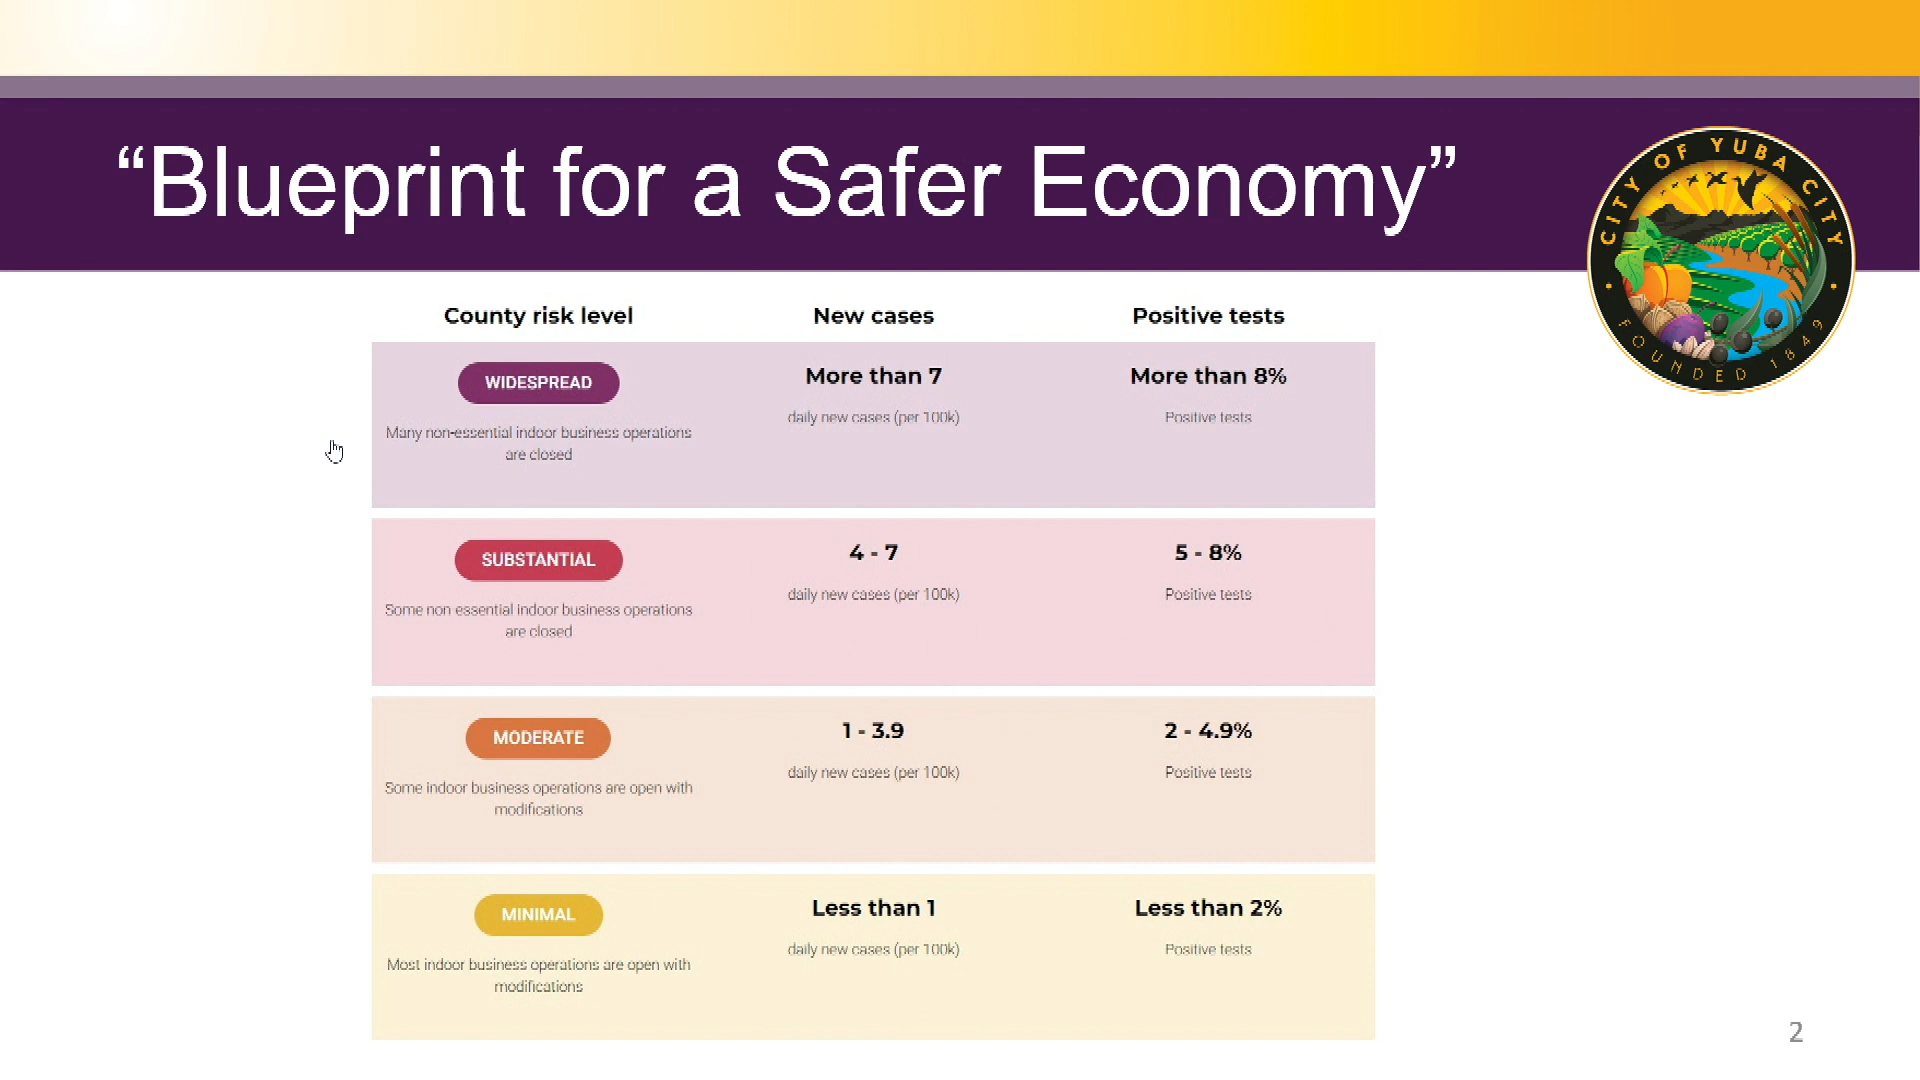 “Blueprint for a Safer Economy”
CITY OF YUBA CITY
FOUNDED 1849
County risk level New cases Positive tests
WIDESPREAD More than 7 More than 8%
daily new cases (per 100k) Positive tests
Many non-essential indoor business operations
are closed
SUBSTANTIAL 4 - 7 5 - 8%
daily new cases (per 100k) Positive tests
Some non essential indoor business operations
are closed
MODERATE 1 - 3.9 2 - 4.9%
daily new cases (per 100k) Positive tests
Some indoor business operations are open with
modifications
MINIMAL Less than 1 Less than 2%
daily new cases (per 100k) Positive tests
Most indoor business operations are open with
modifications
2